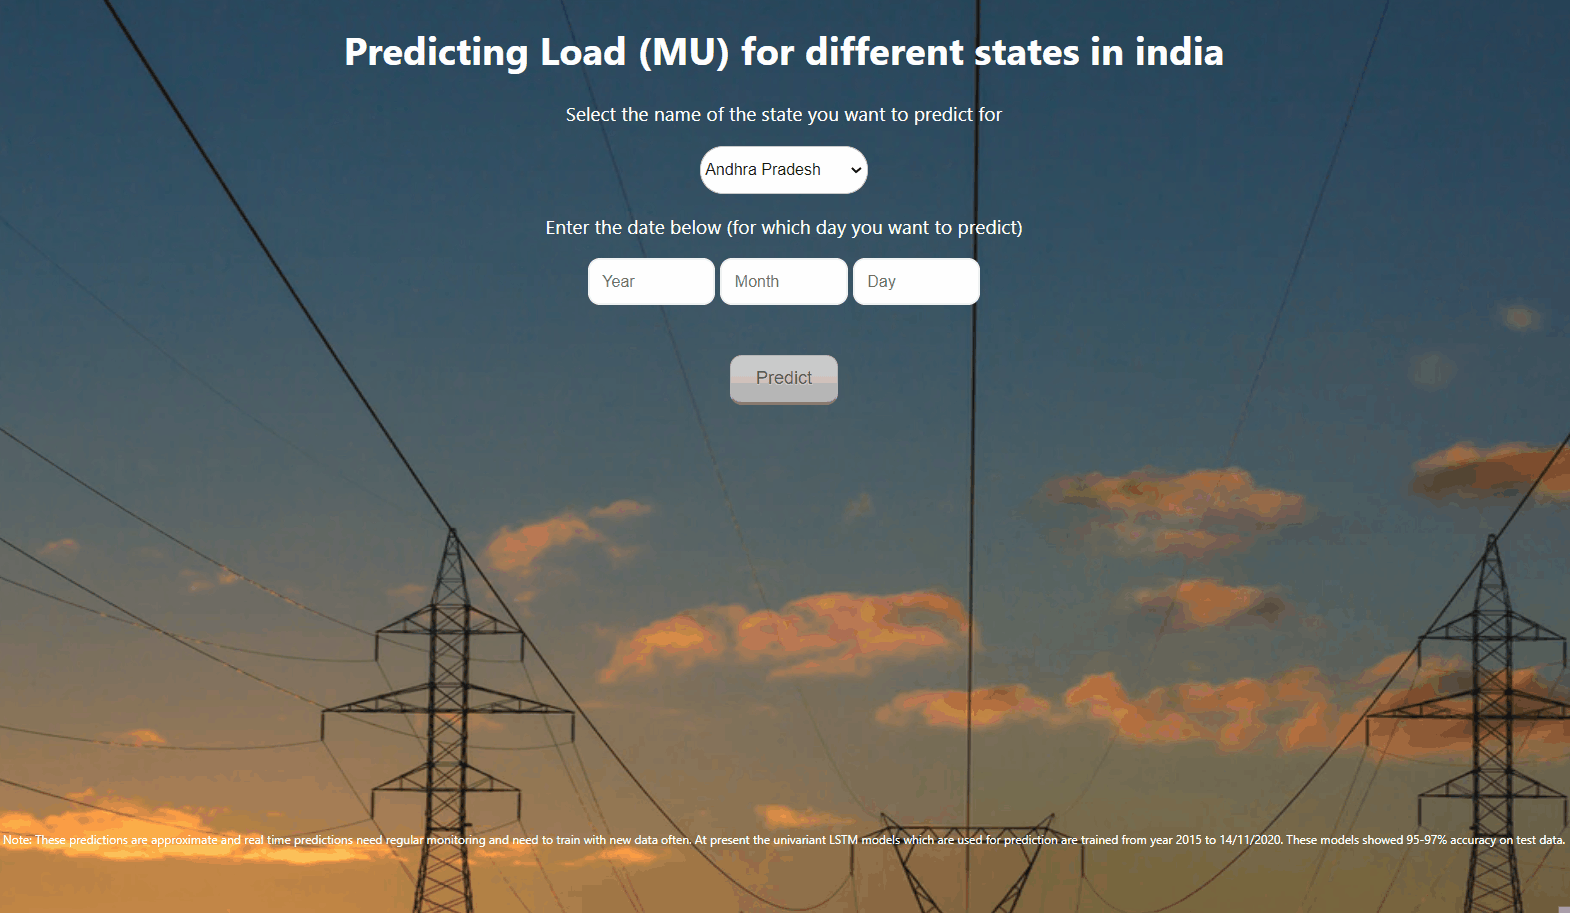 Predicting Load (MU) for different states in india
Select the name of the state you want to predict for
Andhra Pradesh
Enter the date below (for which day you want to predict)
Year Month Day
Predict
Note: These predictions are approximate and real time predictions need regular monitoring and need to train with new data often. At present the univariant LSTM models which are used for prediction are trained from year 2015 to 14/11/2020. These models showed 95-97% accuracy on test data.